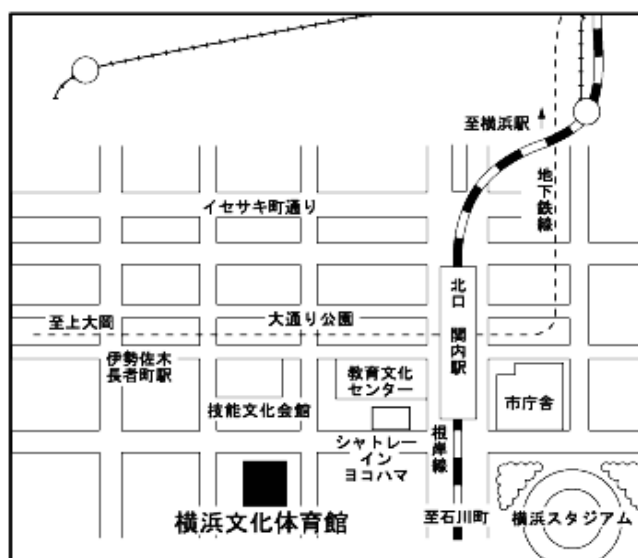 至横浜駅
地下鉄線
イセサキ町通り
北口
関内駅
至上大岡
大通り公園
伊勢佐木
長者町駅
教育文化
センター
技能文化会館
市庁舎
シャトレー
イン
ヨコハマ
根岸線
横浜文化体育館
至石川町
横浜スタジアム